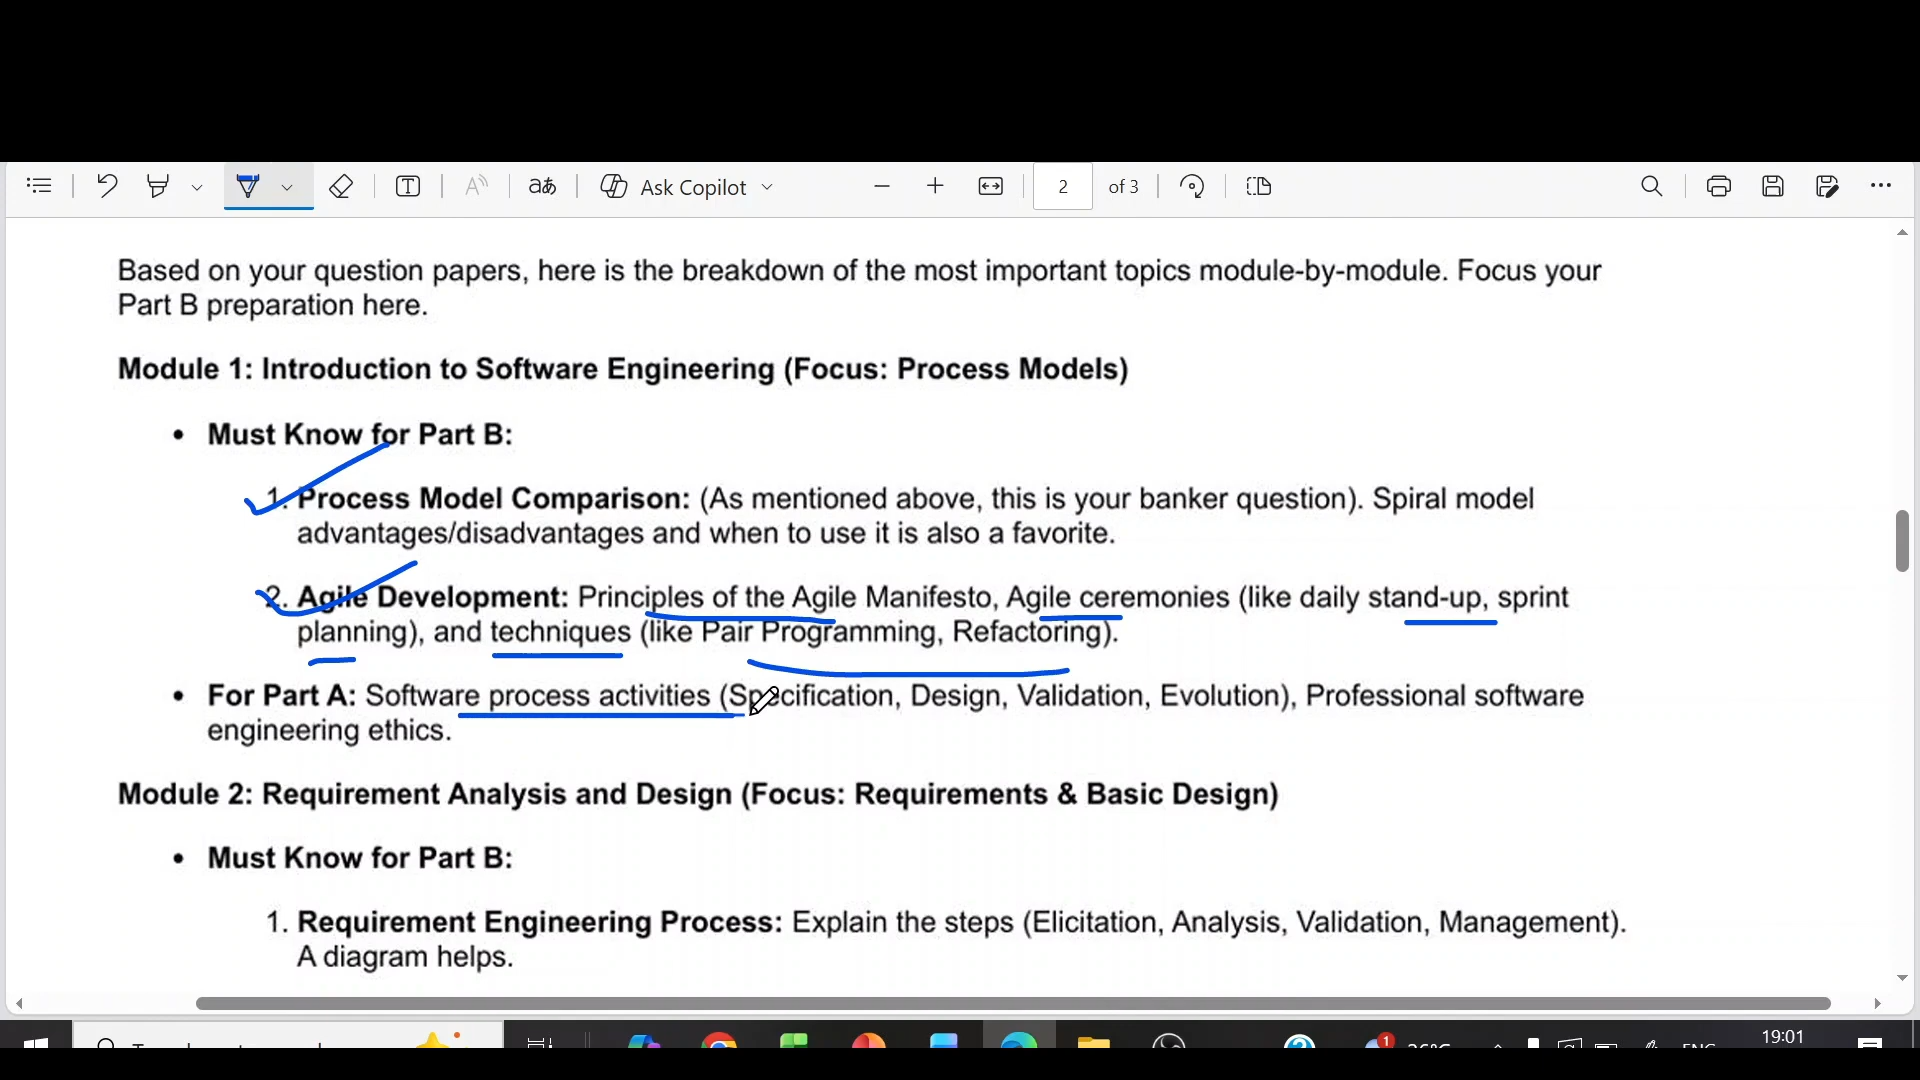 Ask Copilot
2
of 3
Based on your question papers, here is the breakdown of the most important topics module-by-module. Focus your
Part B preparation here.
Module 1: Introduction to Software Engineering (Focus: Process Models)
• Must Know for Part B:
1. Process Model Comparison: (As mentioned above, this is your banker question). Spiral model
advantages/disadvantages and when to use it is also a favorite.
2. Agile Development: Principles of the Agile Manifesto, Agile ceremonies (like daily stand-up, sprint
planning), and techniques (like Pair Programming, Refactoring).
• For Part A: Software process activities (Specification, Design, Validation, Evolution), Professional software
engineering ethics.
Module 2: Requirement Analysis and Design (Focus: Requirements & Basic Design)
• Must Know for Part B:
1. Requirement Engineering Process: Explain the steps (Elicitation, Analysis, Validation, Management).
A diagram helps.
1
19:01